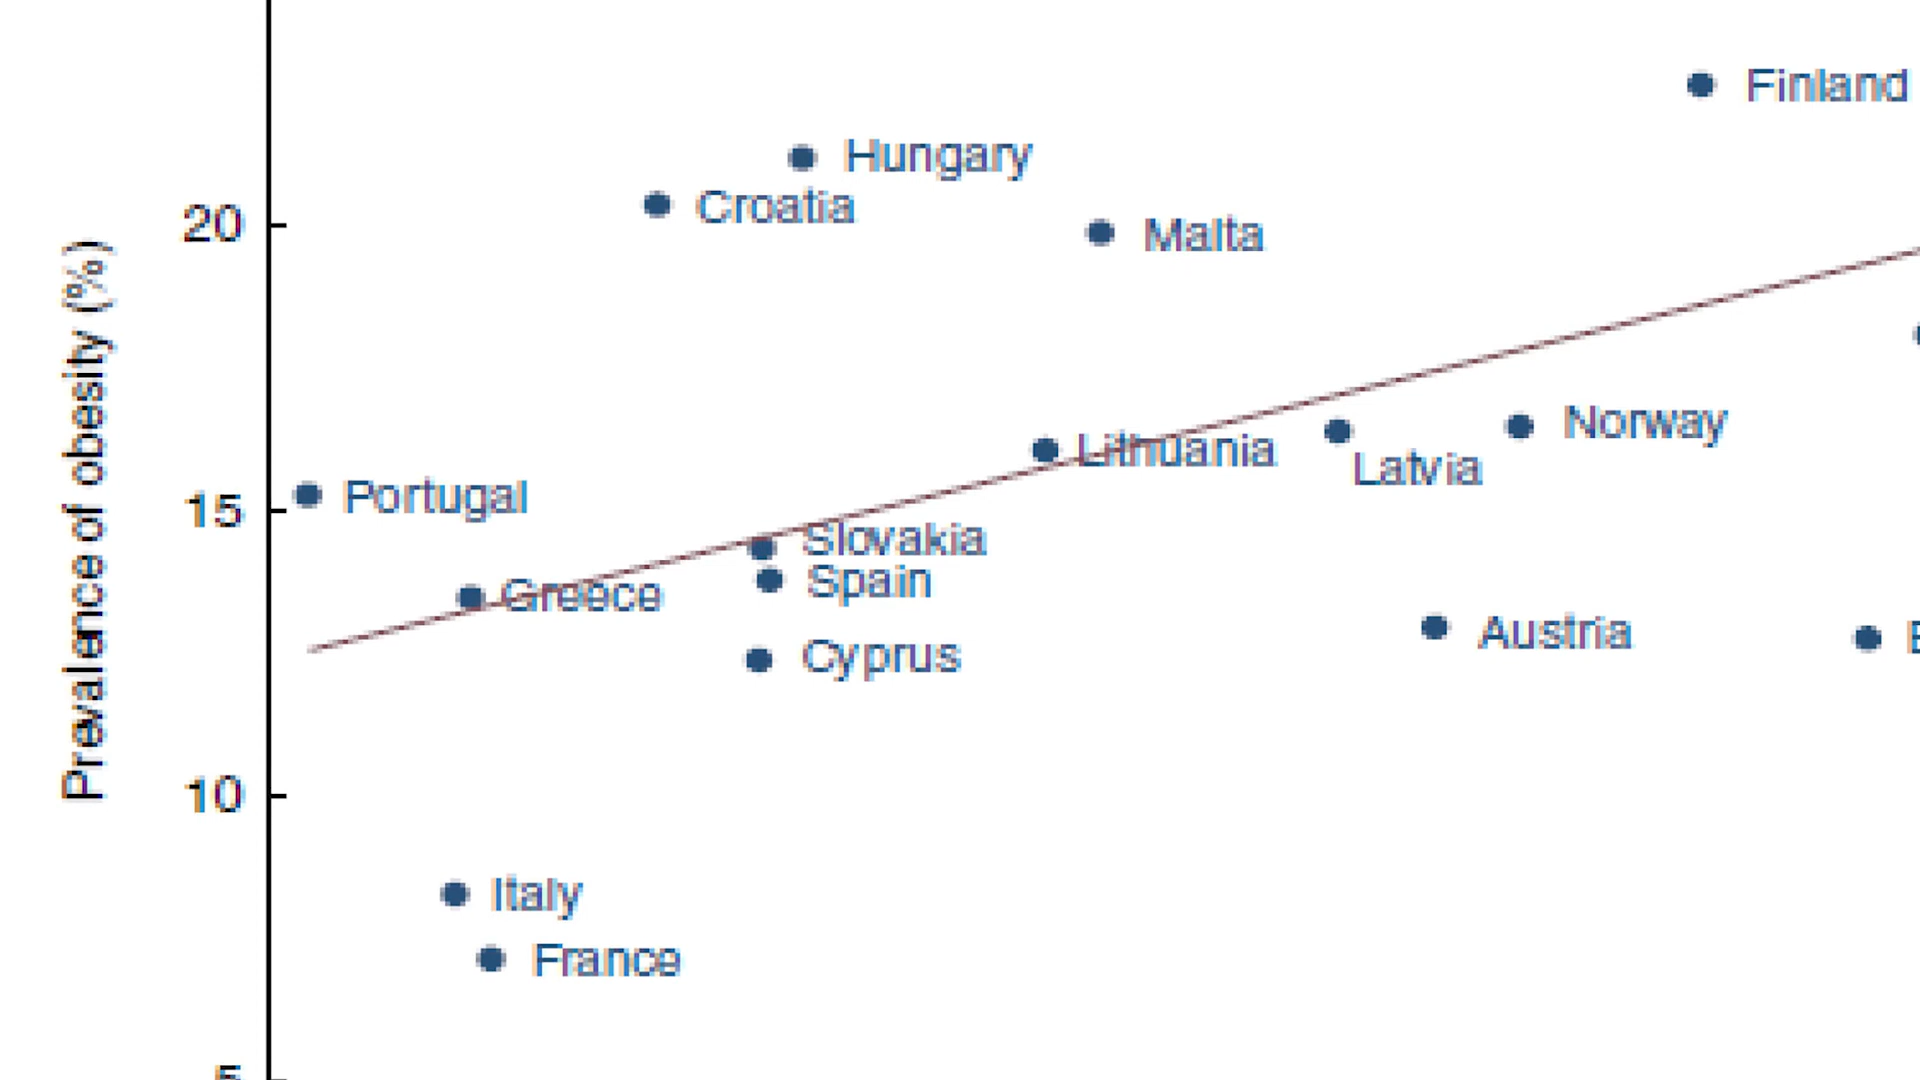 Finland
Hungary
Croatia
20
Malta
Prevalence of obesity (%)
Norway
Lithuania
Latvia
Portugal
15
Slovakia
Spain
Greece
Austria
Cyprus
10
Italy
France
5